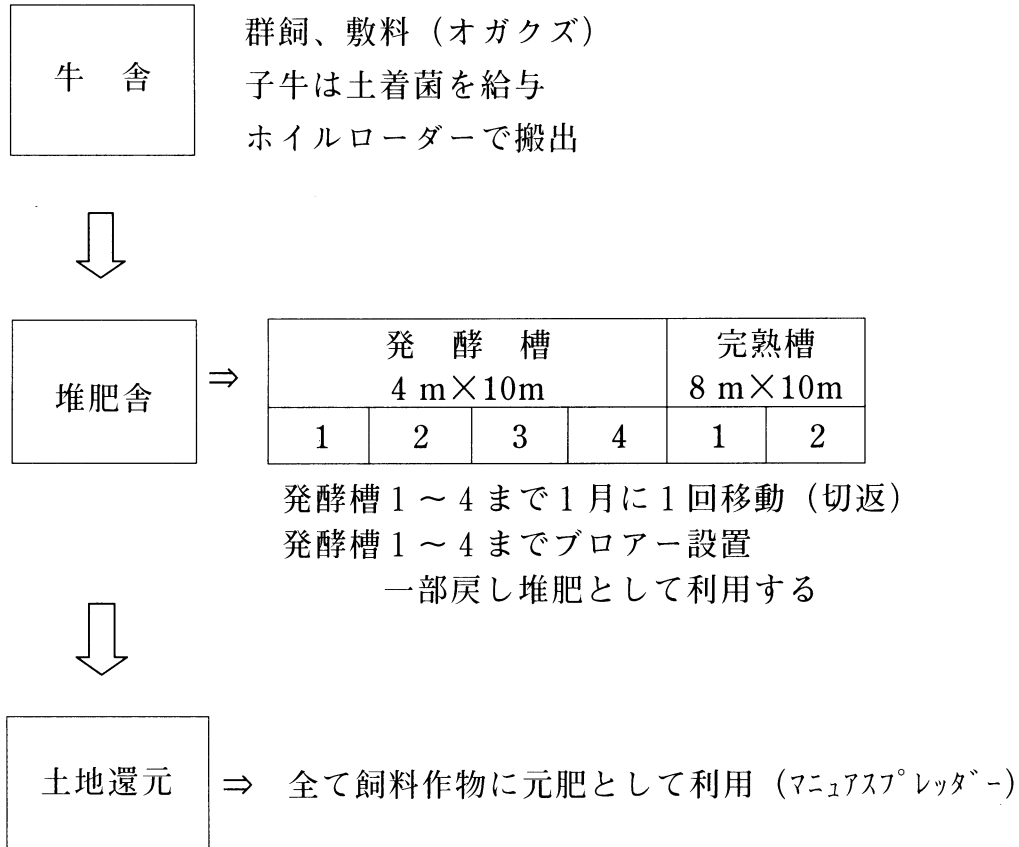 牛 舎
群飼、敷料（オガクズ）
子牛は土着菌を給与
ホイルローダーで搬出
堆肥舎
⇒
発 酵 槽
4 m×10m
完熟槽
8 m×10m
1 2 3 4 1 2
発酵槽1～4まで1月に1回移動（切返）
発酵槽1～4までブロアー設置
一部戻し堆肥として利用する
土地還元
⇒ 全て飼料作物に元肥として利用（ﾏﾆｭｱｽﾌﾟﾚｯﾀﾞｰ）